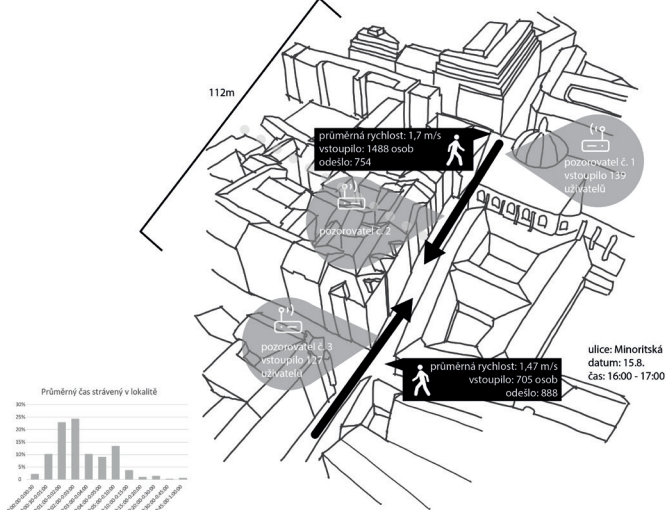 112m
průměrná rychlost: 1,7 m/s
vstoupilo: 1488 osob
odešlo: 754
pozorovatel č. 1
vstoupilo 139
uživatelů
pozorovatel č. 2
pozorovatel č. 3
vstoupilo 127
uživatelů
průměrná rychlost: 1,47 m/s
vstoupilo: 705 osob
odešlo: 888
ulice: Minoritská
datum: 15.8.
čas: 16:00 - 17:00
Průměrný čas strávený v lokalitě
30%
25%
20%
15%
10%
5%
0%